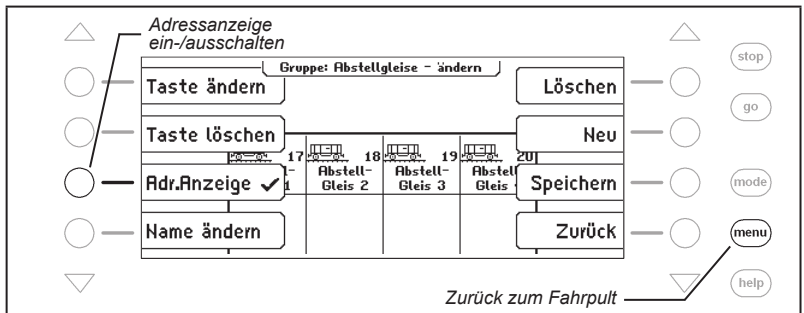 Adressanzeige
ein-/ausschalten
Gruppe: Abstellgleise - ändern
Taste ändern
Löschen
stop
go
Taste löschen
Neu
17 18 19 20
Adr.Anzeige ✓
Abstell- Abstell-
Gleis 2 Gleis 3 Gleis
Speichern
mode
Name ändern
Zurück
menu
Zurück zum Fahrpult
help